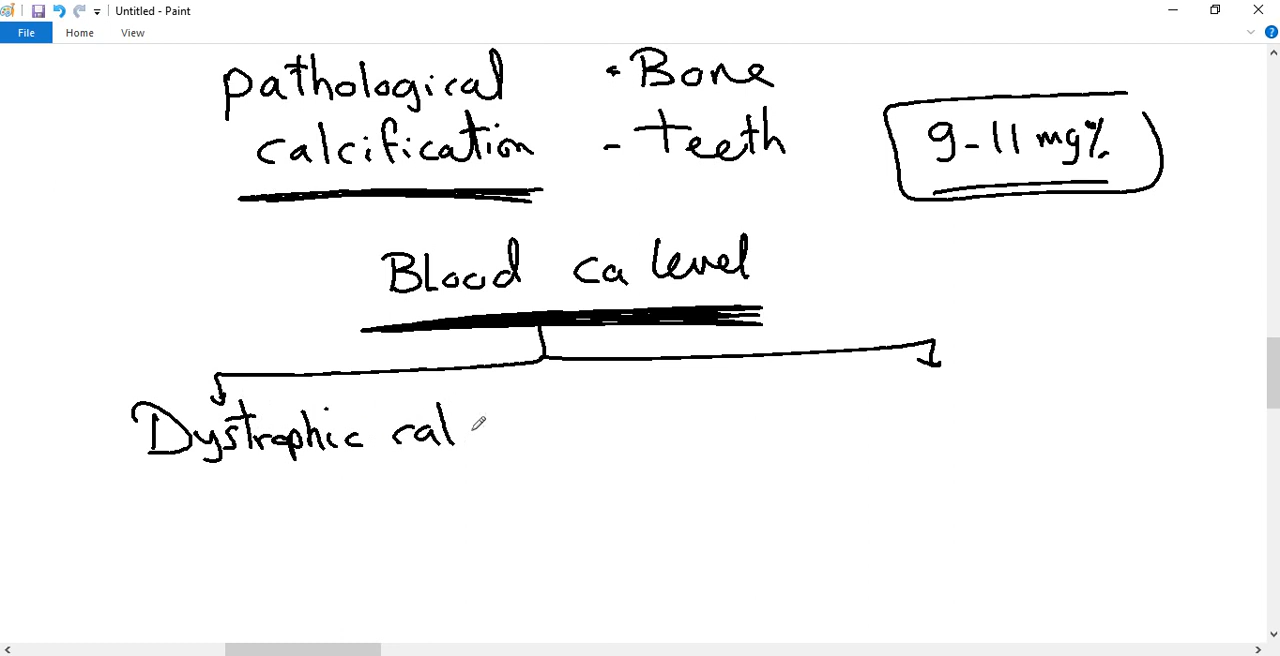 Untitled - Paint
File Home View
pathological • Bone
calcification - teeth 9-11 mg%
Blood ca level
Dystrophic cal